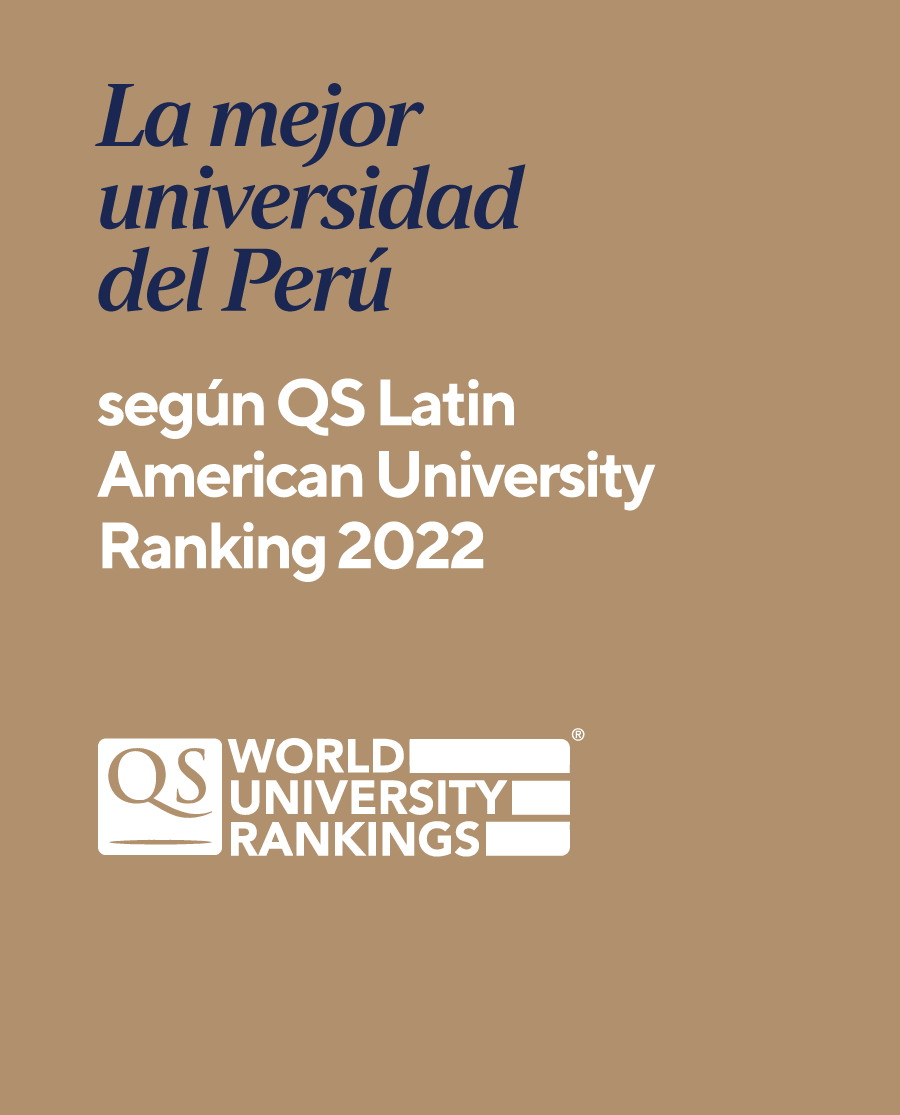 La mejor
universidad
del Perú
según QS Latin
American University
Ranking 2022
QS
WORLD
UNIVERSITY
RANKINGS
®